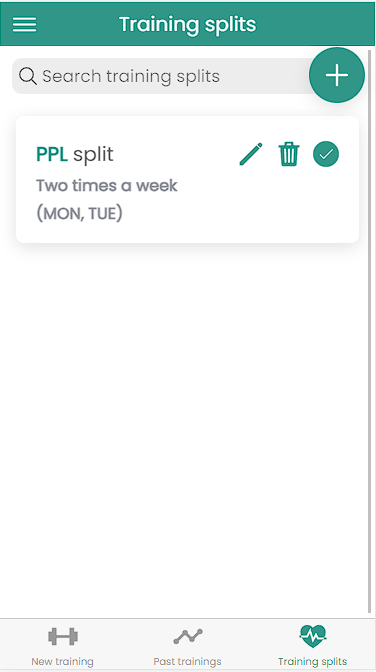 Training splits
Search training splits
PPL split
Two times a week
(MON, TUE)
New training
Past trainings
Training splits